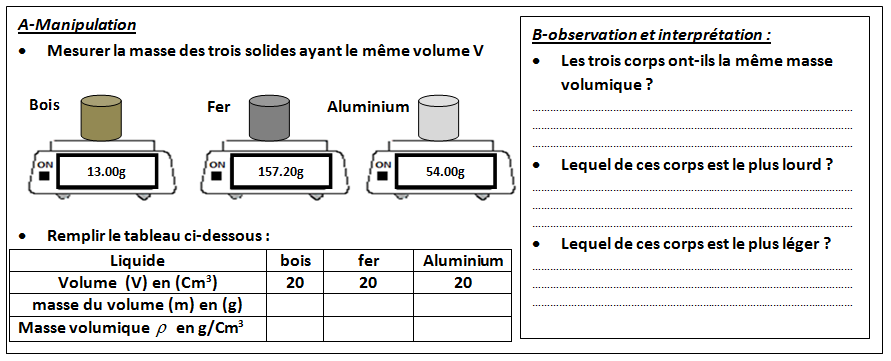 A-Manipulation
• Mesurer la masse des trois solides ayant le même volume V
Bois
Fer
Aluminium
ON
13.00g
ON
157.20g
ON
54.00g
• Remplir le tableau ci-dessous :
Liquide bois fer Aluminium
Volume (V) en (Cm³) 20 20 20
masse du volume (m) en (g)
Masse volumique ρ en g/Cm³
B-observation et interprétation :
• Les trois corps ont-ils la même masse
volumique ?
• Lequel de ces corps est le plus lourd ?
• Lequel de ces corps est le plus léger ?